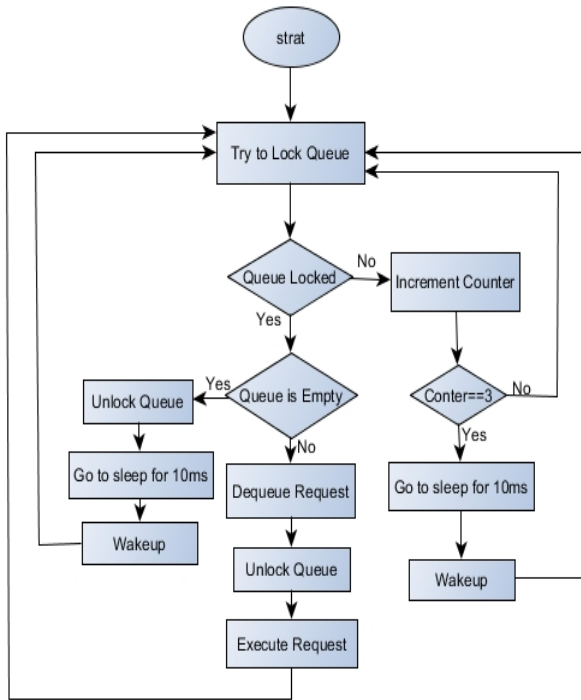 strat
Try to Lock Queue
Queue Locked
No
Increment Counter
Yes
Queue is Empty
Yes
Unlock Queue
Conter==3
No
No
Yes
Go to sleep for 10ms
Dequeue Request
Go to sleep for 10ms
Wakeup
Unlock Queue
Wakeup
Execute Request